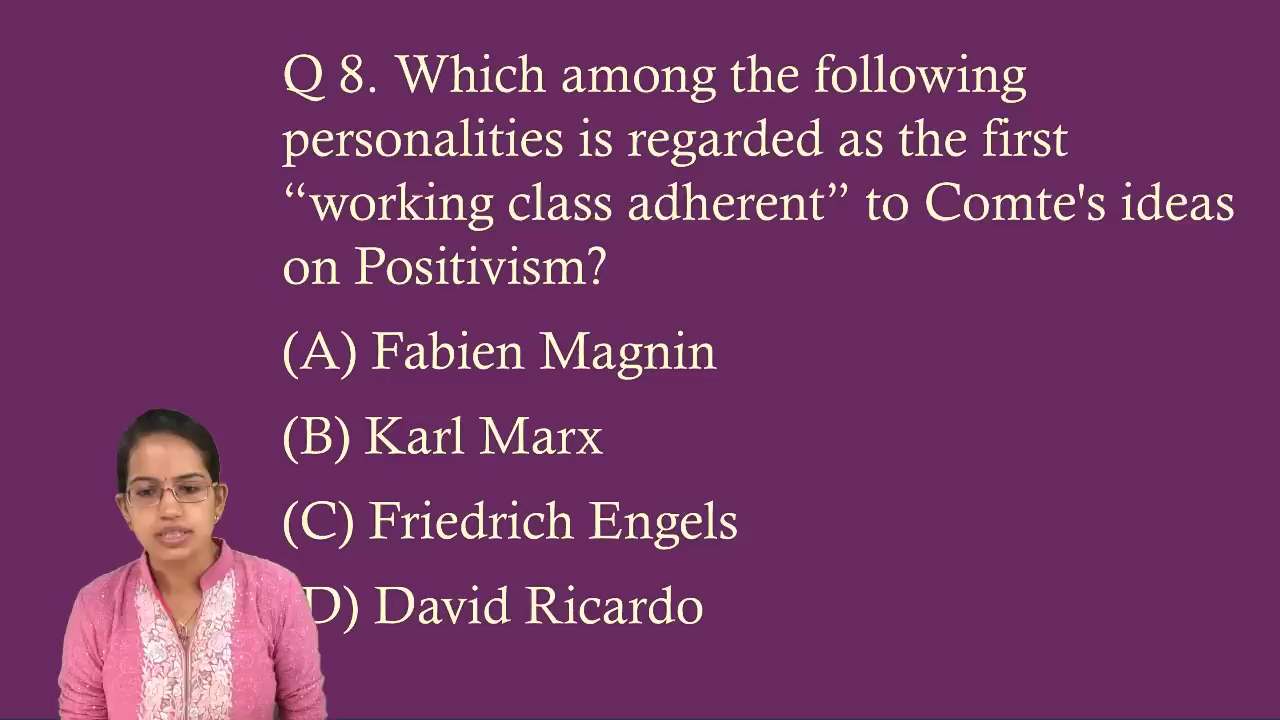 Q 8. Which among the following
personalities is regarded as the first
“working class adherent” to Comte's ideas
on Positivism?
(A) Fabien Magnin
(B) Karl Marx
(C) Friedrich Engels
D) David Ricardo